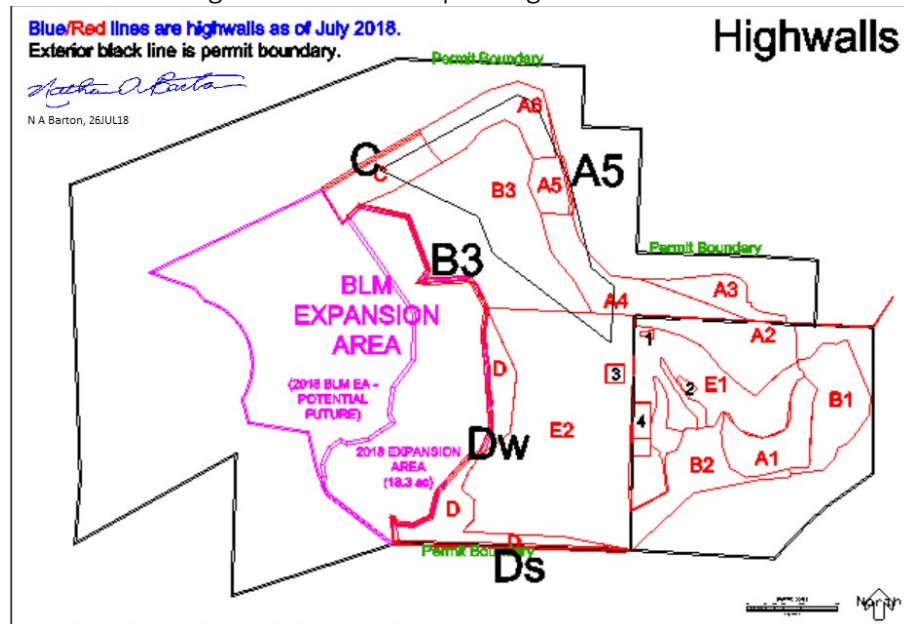 Blue/Red lines are highwalls as of July 2018.
Exterior black line is permit boundary.
Highwalls
Nathan A Barton
N A Barton, 26JUL18
Permit Boundary
A6
C
C
A5
A5
B3
Permit Boundary
B3
A3
A4
A2
BLM
EXPANSION
AREA
(2018 BLM EA -
POTENTIAL
FUTURE)
D
3
1
2
E1
B1
E2
4
Dw
2018 EXPANSION
AREA
(18.3 ac)
B2
A1
D
D
Permit Boundary
Ds
North